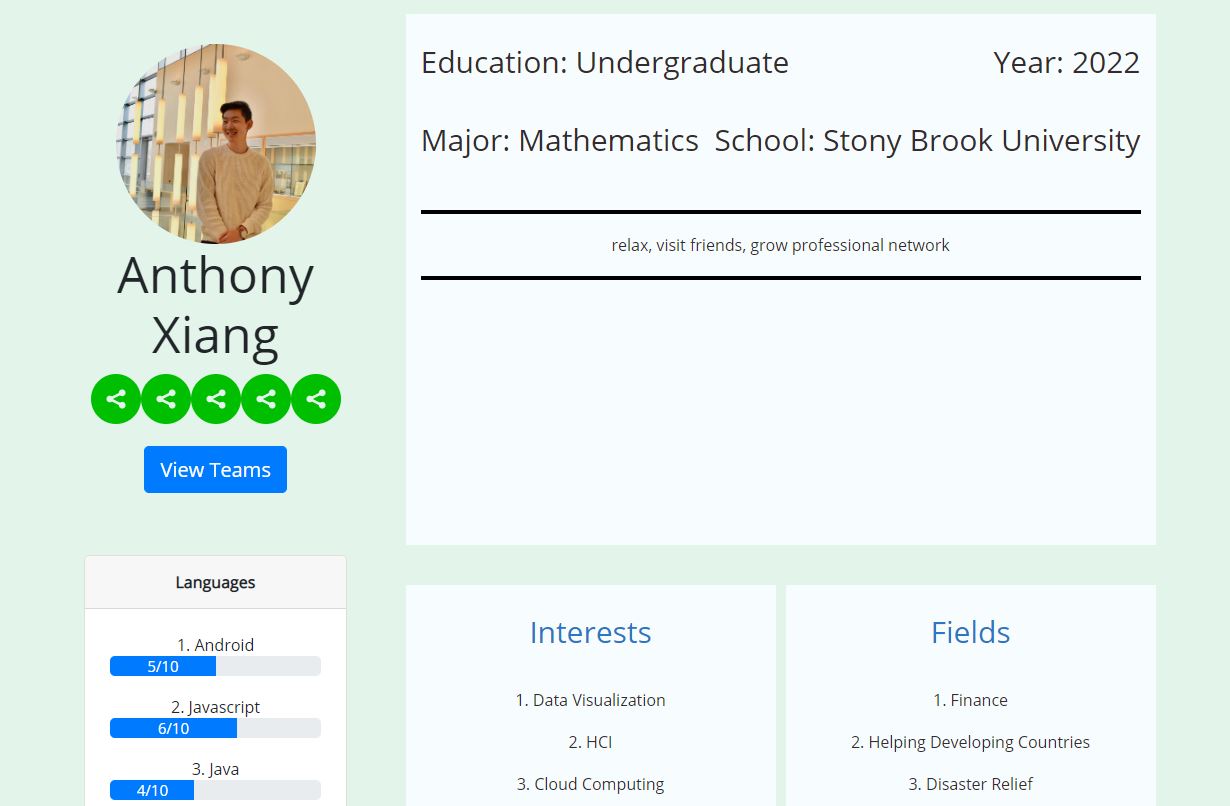 Anthony
Xiang
View Teams
Languages
1. Android
5/10
2. Javascript
6/10
3. Java
4/10
Education: Undergraduate
Year: 2022
Major: Mathematics
School: Stony Brook University
relax, visit friends, grow professional network
Interests
1. Data Visualization
2. HCI
3. Cloud Computing
Fields
1. Finance
2. Helping Developing Countries
3. Disaster Relief